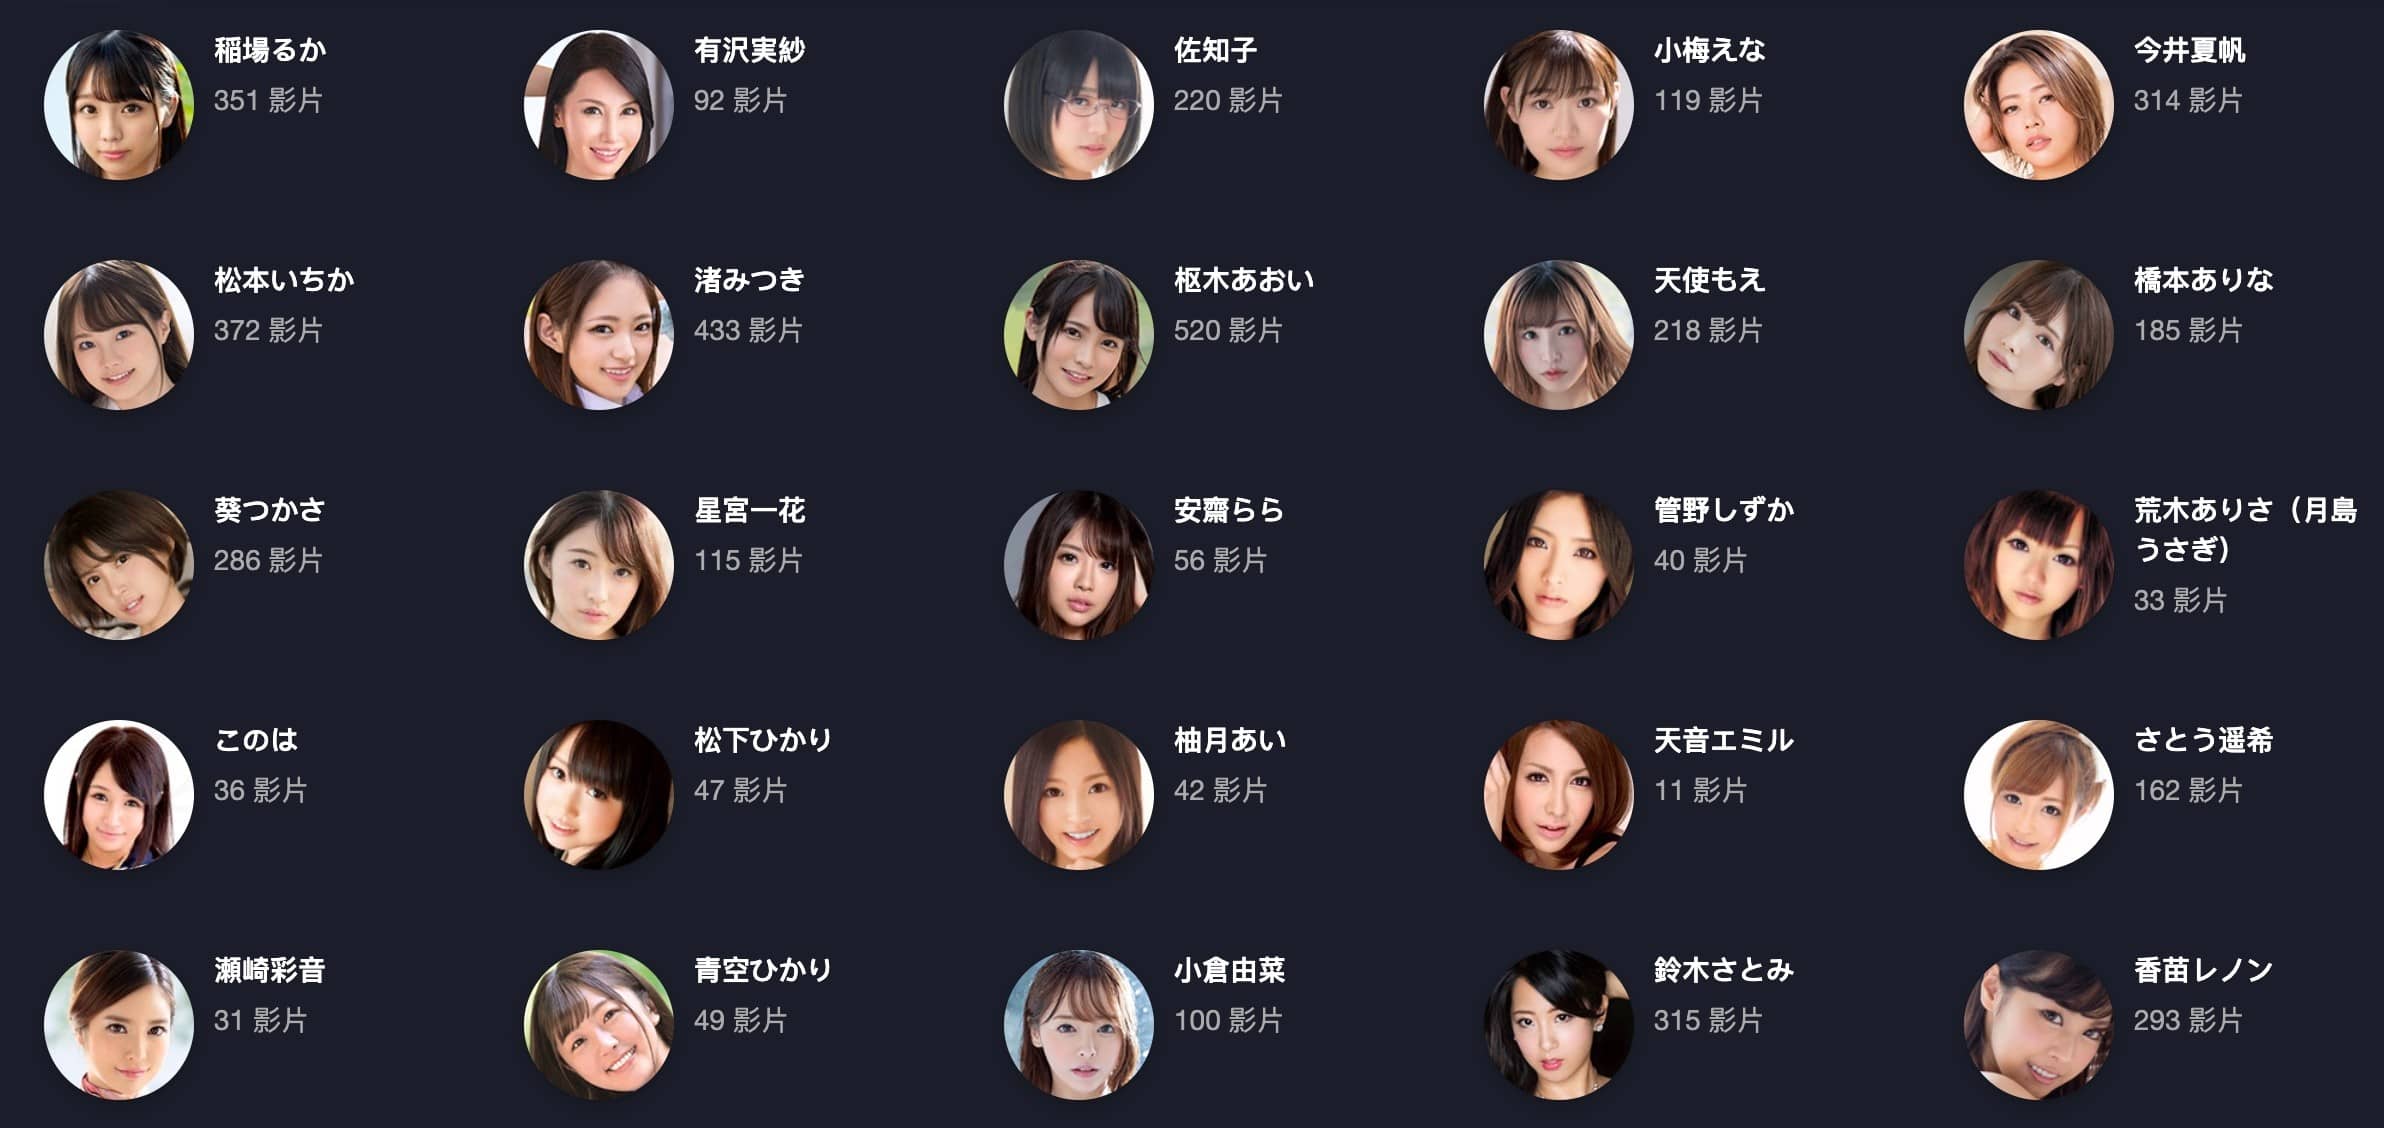 稲場るか
351 影片
有沢実紗
92 影片
佐知子
220 影片
小梅えな
119 影片
今井夏帆
314 影片
松本いちか
372 影片
渚みつき
433 影片
枢木あおい
520 影片
天使もえ
218 影片
橋本ありな
185 影片
葵つかさ
286 影片
星宮一花
115 影片
安齋らら
56 影片
管野しずか
40 影片
荒木ありさ（月島
うさぎ）
33 影片
このは
36 影片
松下ひかり
47 影片
柚月あい
42 影片
天音エミル
11 影片
さとう遥希
162 影片
瀬崎彩音
31 影片
青空ひかり
49 影片
小倉由菜
100 影片
鈴木さとみ
315 影片
香苗レノン
293 影片